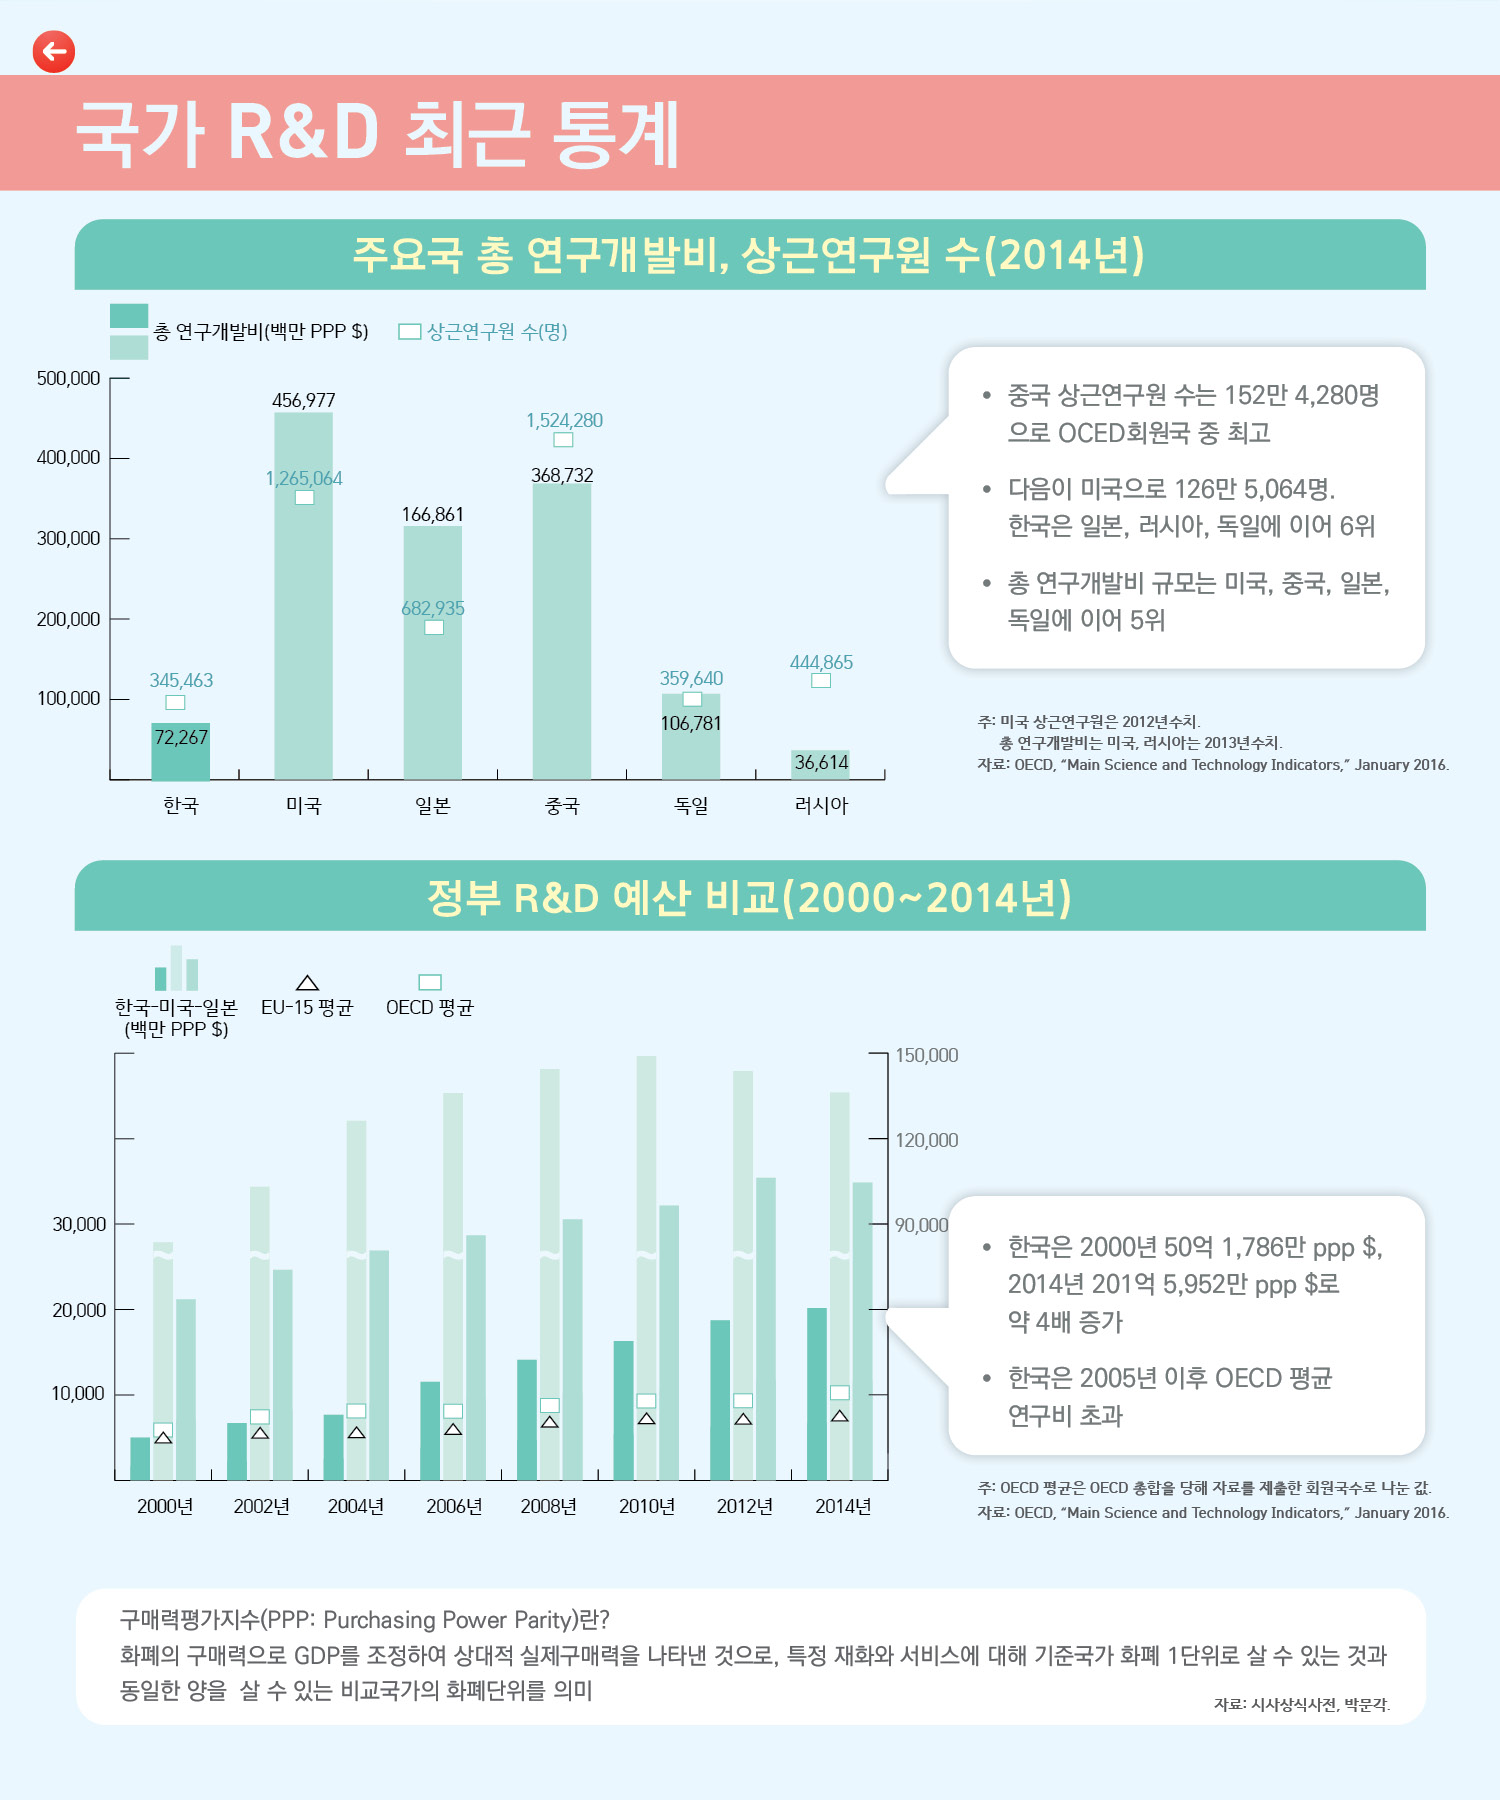 국가 R&D 최근 통계
주요국 총 연구개발비, 상근연구원 수(2014년)
총 연구개발비(백만 PPP $)
상근연구원 수(명)
500,000
400,000
300,000
200,000
100,000
345,463
72,267
456,977
1,265,064
166,861
682,935
1,524,280
368,732
359,640
106,781
444,865
36,614
한국
미국
일본
중국
독일
러시아
• 중국 상근연구원 수는 152만 4,280명
으로 OCED회원국 중 최고
• 다음이 미국으로 126만 5,064명.
한국은 일본, 러시아, 독일에 이어 6위
• 총 연구개발비 규모는 미국, 중국, 일본,
독일에 이어 5위
주: 미국 상근연구원은 2012년수치.
총 연구개발비는 미국, 러시아는 2013년수치.
자료: OECD, “Main Science and Technology Indicators,” January 2016.
정부 R&D 예산 비교(2000~2014년)
한국-미국-일본
(백만 PPP $)
EU-15 평균
OECD 평균
30,000
20,000
10,000
150,000
120,000
90,000
2000년
2002년
2004년
2006년
2008년
2010년
2012년
2014년
• 한국은 2000년 50억 1,786만 ppp $,
2014년 201억 5,952만 ppp $로
약 4배 증가
• 한국은 2005년 이후 OECD 평균
연구비 초과
주: OECD 평균은 OECD 총합을 당해 자료를 제출한 회원국수로 나눈 값.
자료: OECD, “Main Science and Technology Indicators,” January 2016.
구매력평가지수(PPP: Purchasing Power Parity)란?
화폐의 구매력으로 GDP를 조정하여 상대적 실제구매력을 나타낸 것으로, 특정 재화와 서비스에 대해 기준국가 화폐 1단위로 살 수 있는 것과
동일한 양을 살 수 있는 비교국가의 화폐단위를 의미
자료: 시사상식사전, 박문각.